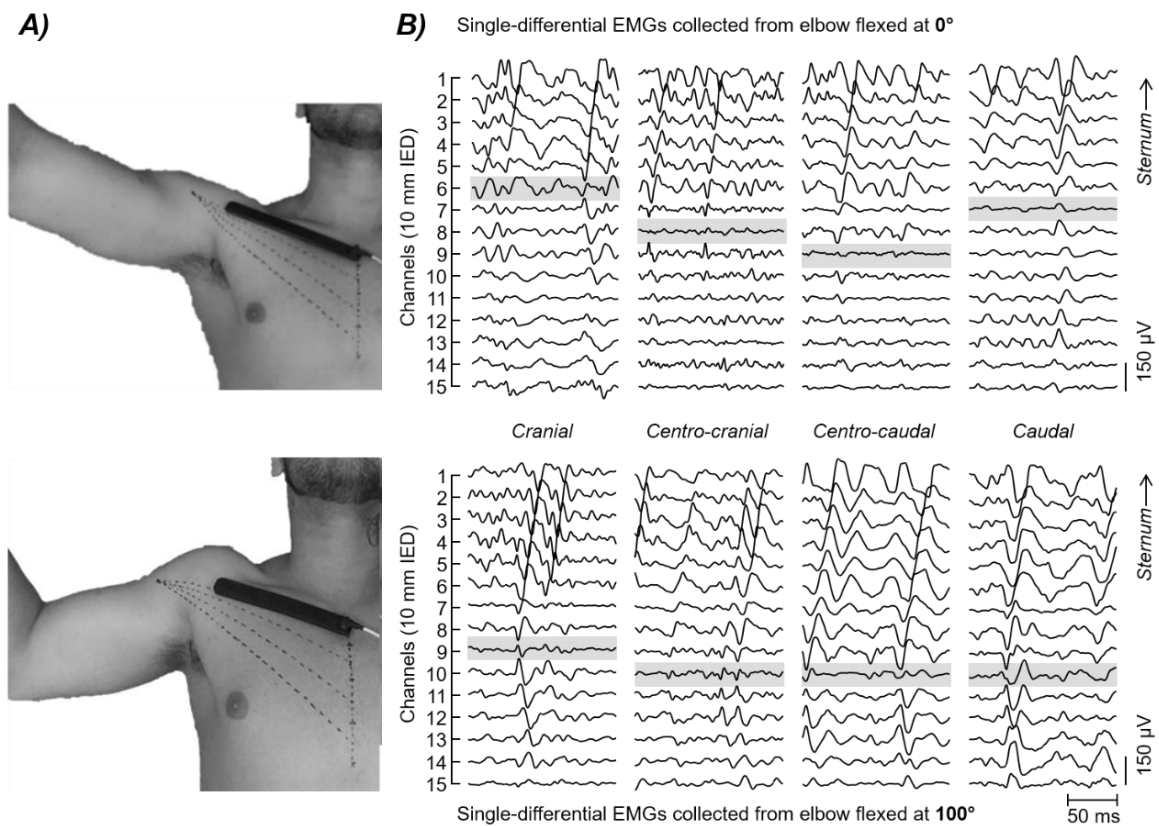 A)
B)
Single-differential EMGs collected from elbow flexed at 0°
Channels (10 mm IED)
1
2
3
4
5
6
7
8
9
10
11
12
13
14
15
Sternum
150 µV
Cranial
Centro-cranial
Centro-caudal
Caudal
Channels (10 mm IED)
1
2
3
4
5
6
7
8
9
10
11
12
13
14
15
Sternum
150 µV
Single-differential EMGs collected from elbow flexed at 100°
50 ms